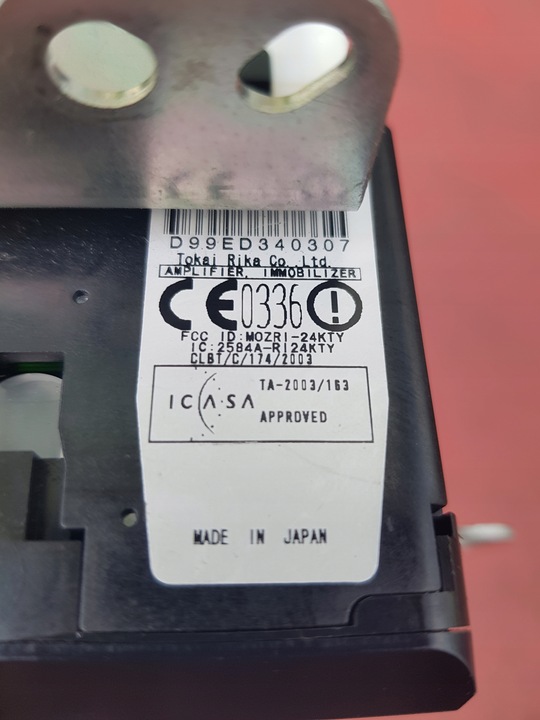 D99ED340307
Tokai Rika Co.,Ltd.
AMPLIFIER, IMMOBILIZER
CE0336
FCC ID:MOZRI-24KTY
IC:2584A-RI24KTY
CLBT/C/174/2003
ICASA TA-2003/163
APPROVED
MADE IN JAPAN